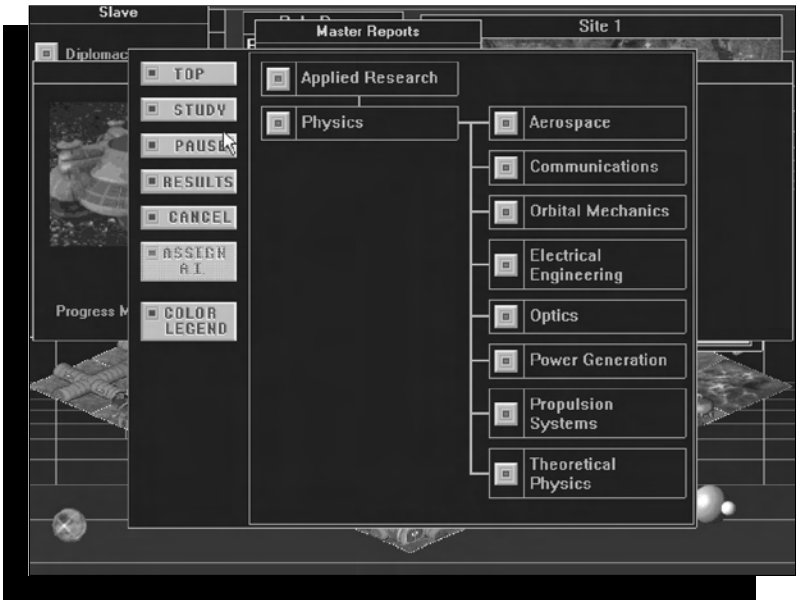 Slave
Master Reports
Site 1
Diplomac
TOP
STUDY
PAUSE
RESULTS
CANCEL
ASSIGN
A.I.
COLOR
LEGEND
Applied Research
Physics
Aerospace
Communications
Orbital Mechanics
Electrical
Engineering
Optics
Power Generation
Propulsion
Systems
Theoretical
Physics
Progress M